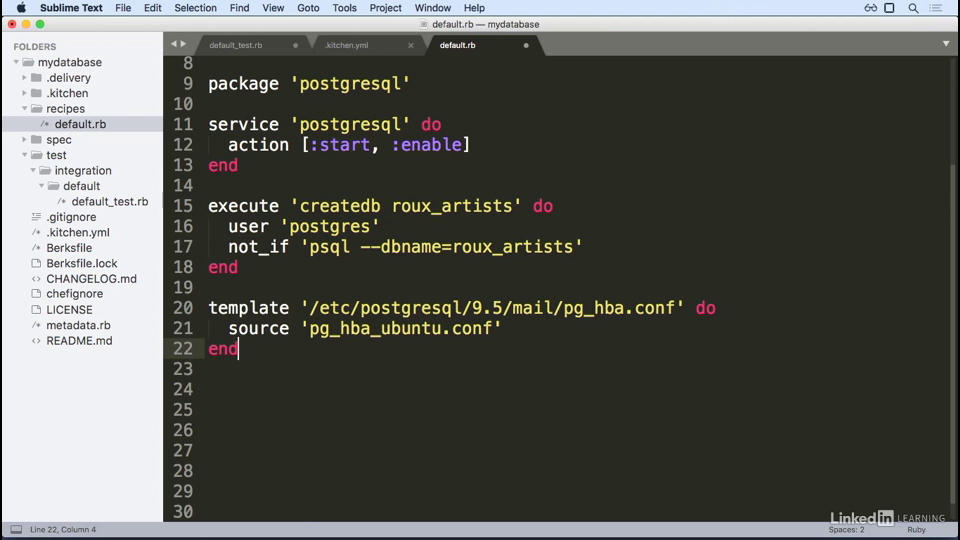 Sublime Text File Edit Selection Find View Goto Tools Project Window Help
default.rb — mydatabase
FOLDERS
mydatabase
.delivery
.kitchen
recipes
default.rb
spec
test
integration
default
default_test.rb
.gitignore
.kitchen.yml
Berksfile
Berksfile.lock
CHANGELOG.md
chefignore
LICENSE
metadata.rb
README.md
default_test.rb .kitchen.yml default.rb
8
9 package 'postgresql'
10
11 service 'postgresql' do
12 action [:start, :enable]
13 end
14
15 execute 'createdb roux_artists' do
16 user 'postgres'
17 not_if 'psql --dbname=roux_artists'
18 end
19
20 template '/etc/postgresql/9.5/mail/pg_hba.conf' do
21 source 'pg_hba_ubuntu.conf'
22 end
23
24
25
26
27
28
29
30
Line 22, Column 4
Spaces: 2 Ruby
LinkedIn LEARNING